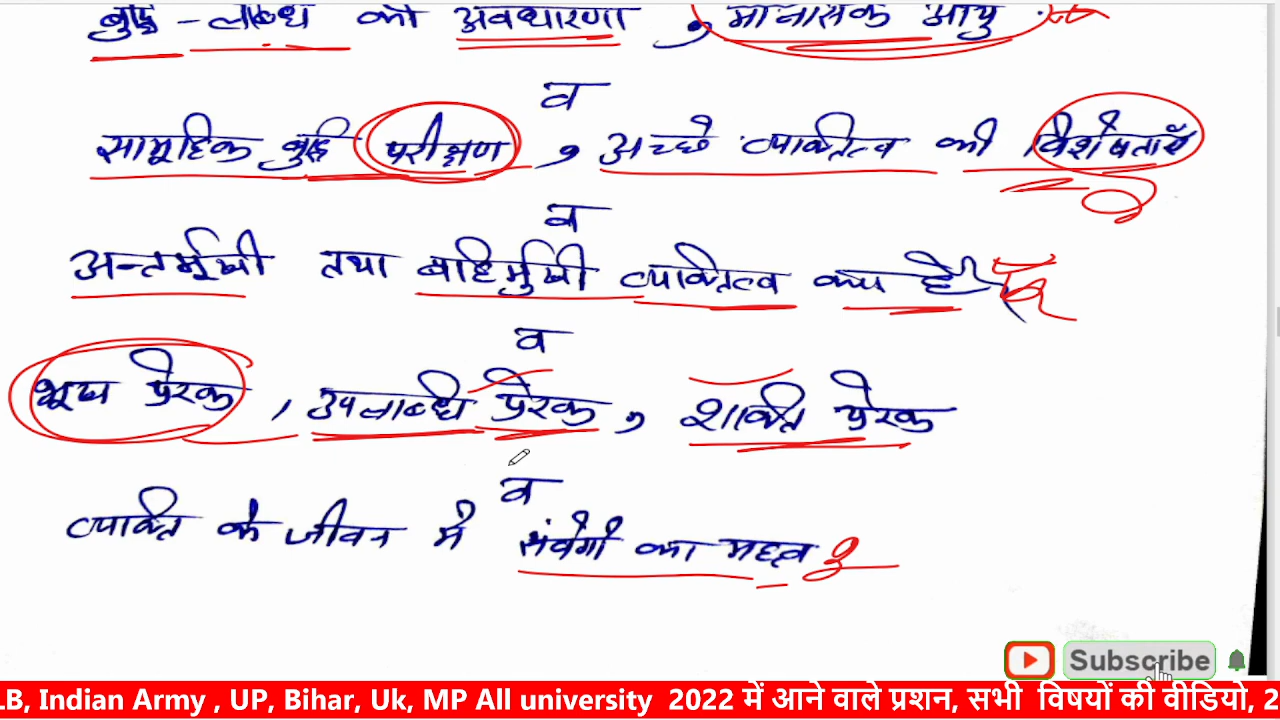 बुद्धि - लब्धि की अवधारणा , मानसिक आयु
व
सामूहिक बुद्धि परीक्षण , अच्छे व्यक्तित्व की विशेषताएँ
व
अन्तर्मुखी तथा बहिर्मुखी व्यक्तित्व क्या है
व
भूख प्रेरक , उपलब्धि प्रेरक , शक्ति प्रेरक
व
व्यक्ति के जीवन में संवेगों का महत्व
Subscribe
.B, Indian Army , UP, Bihar, Uk, MP All university 2022 में आने वाले प्रशन, सभी विषयों की वीडियो, 2